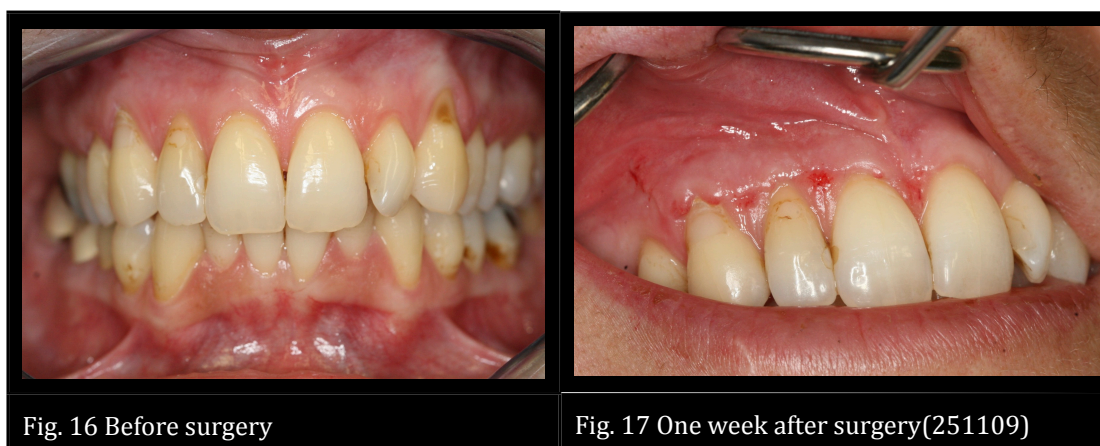 Fig. 16 Before surgery
Fig. 17 One week after surgery(251109)